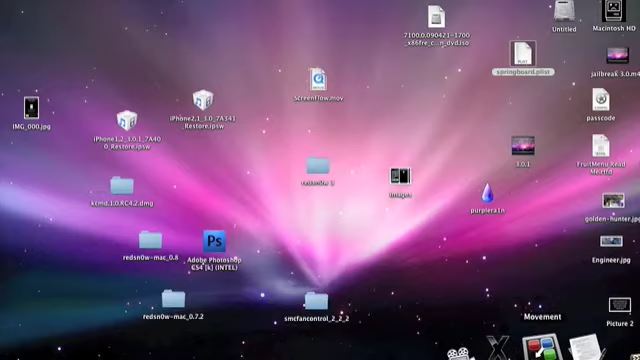 7100.0.090421-1700
_x86fre_c...n_dvd.iso
Untitled
Macintosh HD
springboard.plist
jailbreak 3.0.m4
ScreenFlow.mov
IMG_000.jpg
iPhone2,1_3.0_7A341
_Restore.ipsw
passcode
iPhone1,2_3.0.1_7A40
0_Restore.ipsw
3.0.1
FruitMenu Read
Me.rtfd
redsn0w 3
images
kcmd.1.0.RC4.2.dmg
purplera1n
golden-hunter.jpg
redsn0w-mac_0.8
Ps
Adobe Photoshop
CS4 [k] (INTEL)
Engineer.jpg
redsn0w-mac_0.7.2
smcfancontrol_2_2_2
Movement
Picture 2